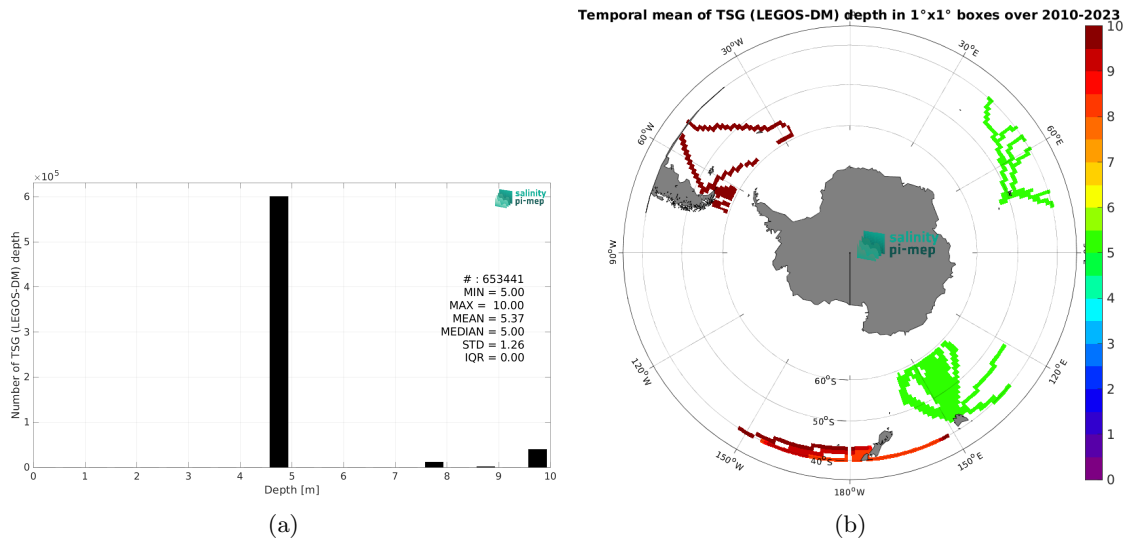 Temporal mean of TSG (LEGOS-DM) depth in 1°x1° boxes over 2010-2023
×10⁵
6
5
4
3
2
1
0
Number of TSG (LEGOS-DM) depth
salinity
pi-mep
# : 653441
MIN = 5.00
MAX = 10.00
MEAN = 5.37
MEDIAN = 5.00
STD = 1.26
IQR = 0.00
0 1 2 3 4 5 6 7 8 9 10
Depth [m]
(a)
30°W
30°E
60°W
60°E
90°W
salinity
pi-mep
120°W
120°E
150°W
150°E
180°W
60°S
50°S
40°S
10
9
8
7
6
5
4
3
2
1
0
(b)